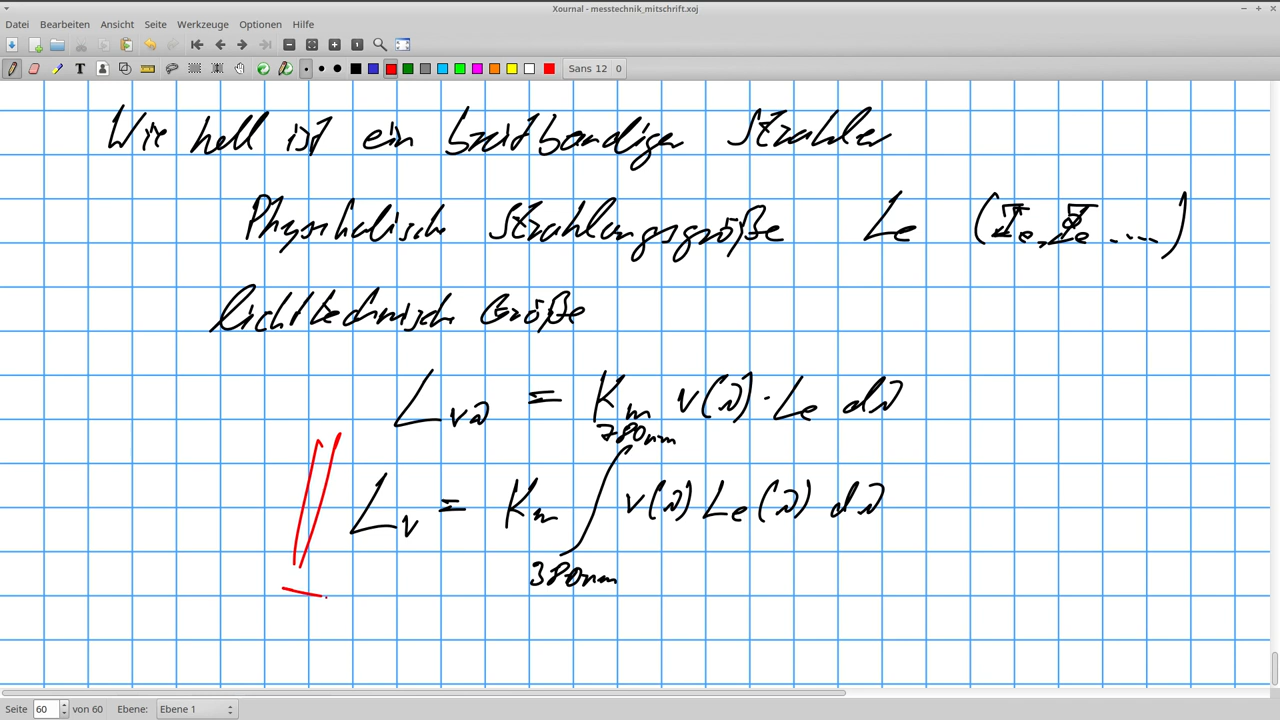 Xournal - messtechnik_mitschrift.xoj
Datei Bearbeiten Ansicht Seite Werkzeuge Optionen Hilfe
Sans 12 0
Wie hell ist ein breitbandiger Strahler
Physikalische Strahlungsgröße Le (Ie, Φe ....)
lichttechnische Größe
Lvλ = Km v(λ) · Le dλ
780nm
Lv = Km ∫ v(λ) Le (λ) dλ
380nm
Seite 60 von 60 Ebene: Ebene 1